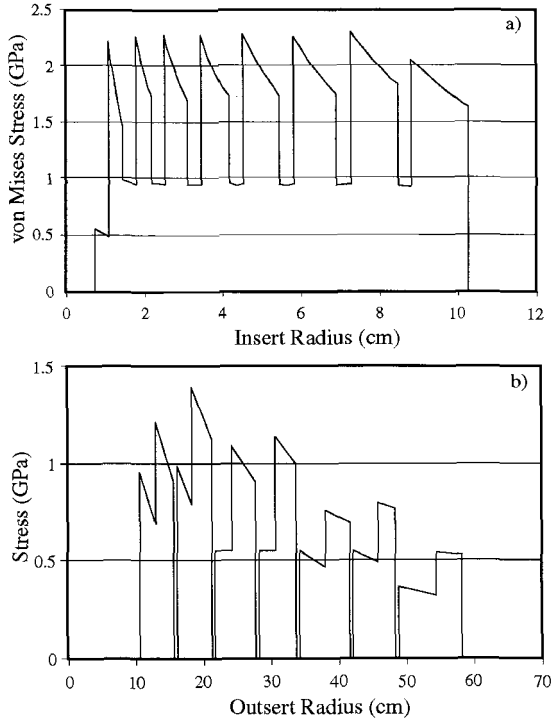 a)
von Mises Stress (GPa)
2.5
2
1.5
1
0.5
0
0 2 4 6 8 10 12
Insert Radius (cm)
b)
Stress (GPa)
1.5
1
0.5
0
0 10 20 30 40 50 60 70
Outsert Radius (cm)